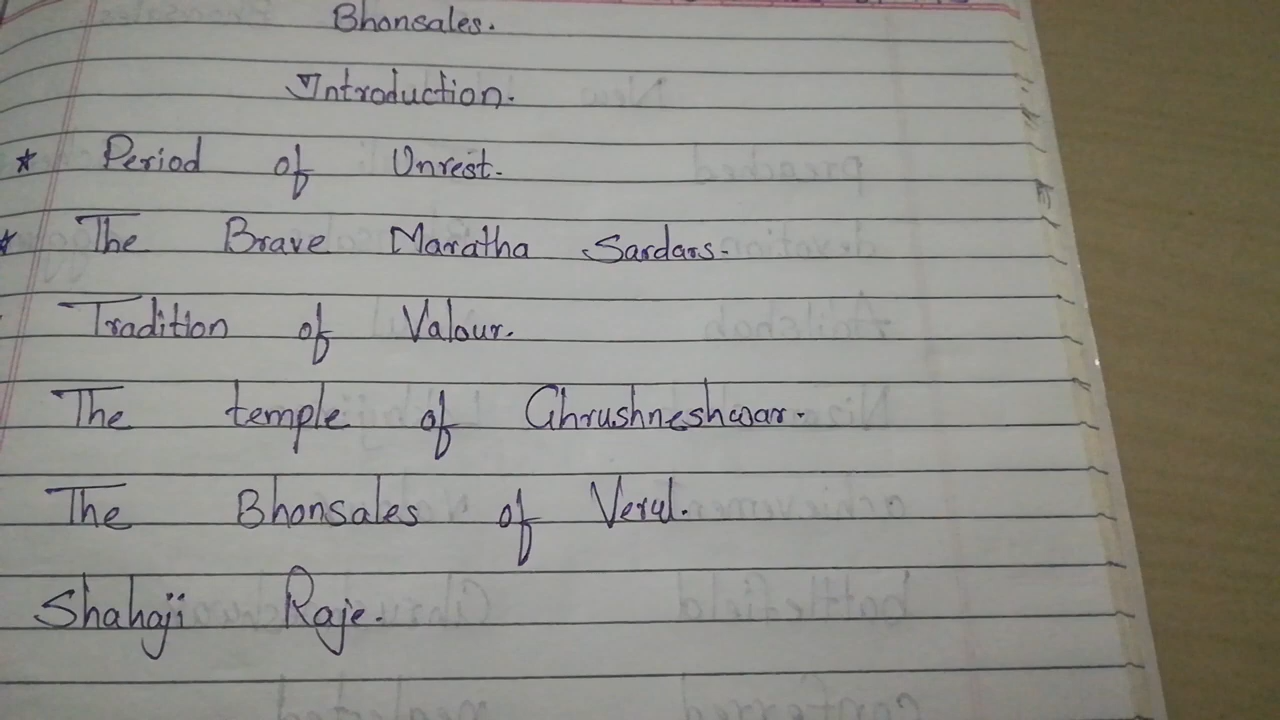 Bhonsales.
Introduction.
* Period of Unrest.
* The Brave Maratha Sardars.
Tradition of Valour.
The temple of Ghrushneshwar.
The Bhonsales of Verul.
Shahaji Raje.